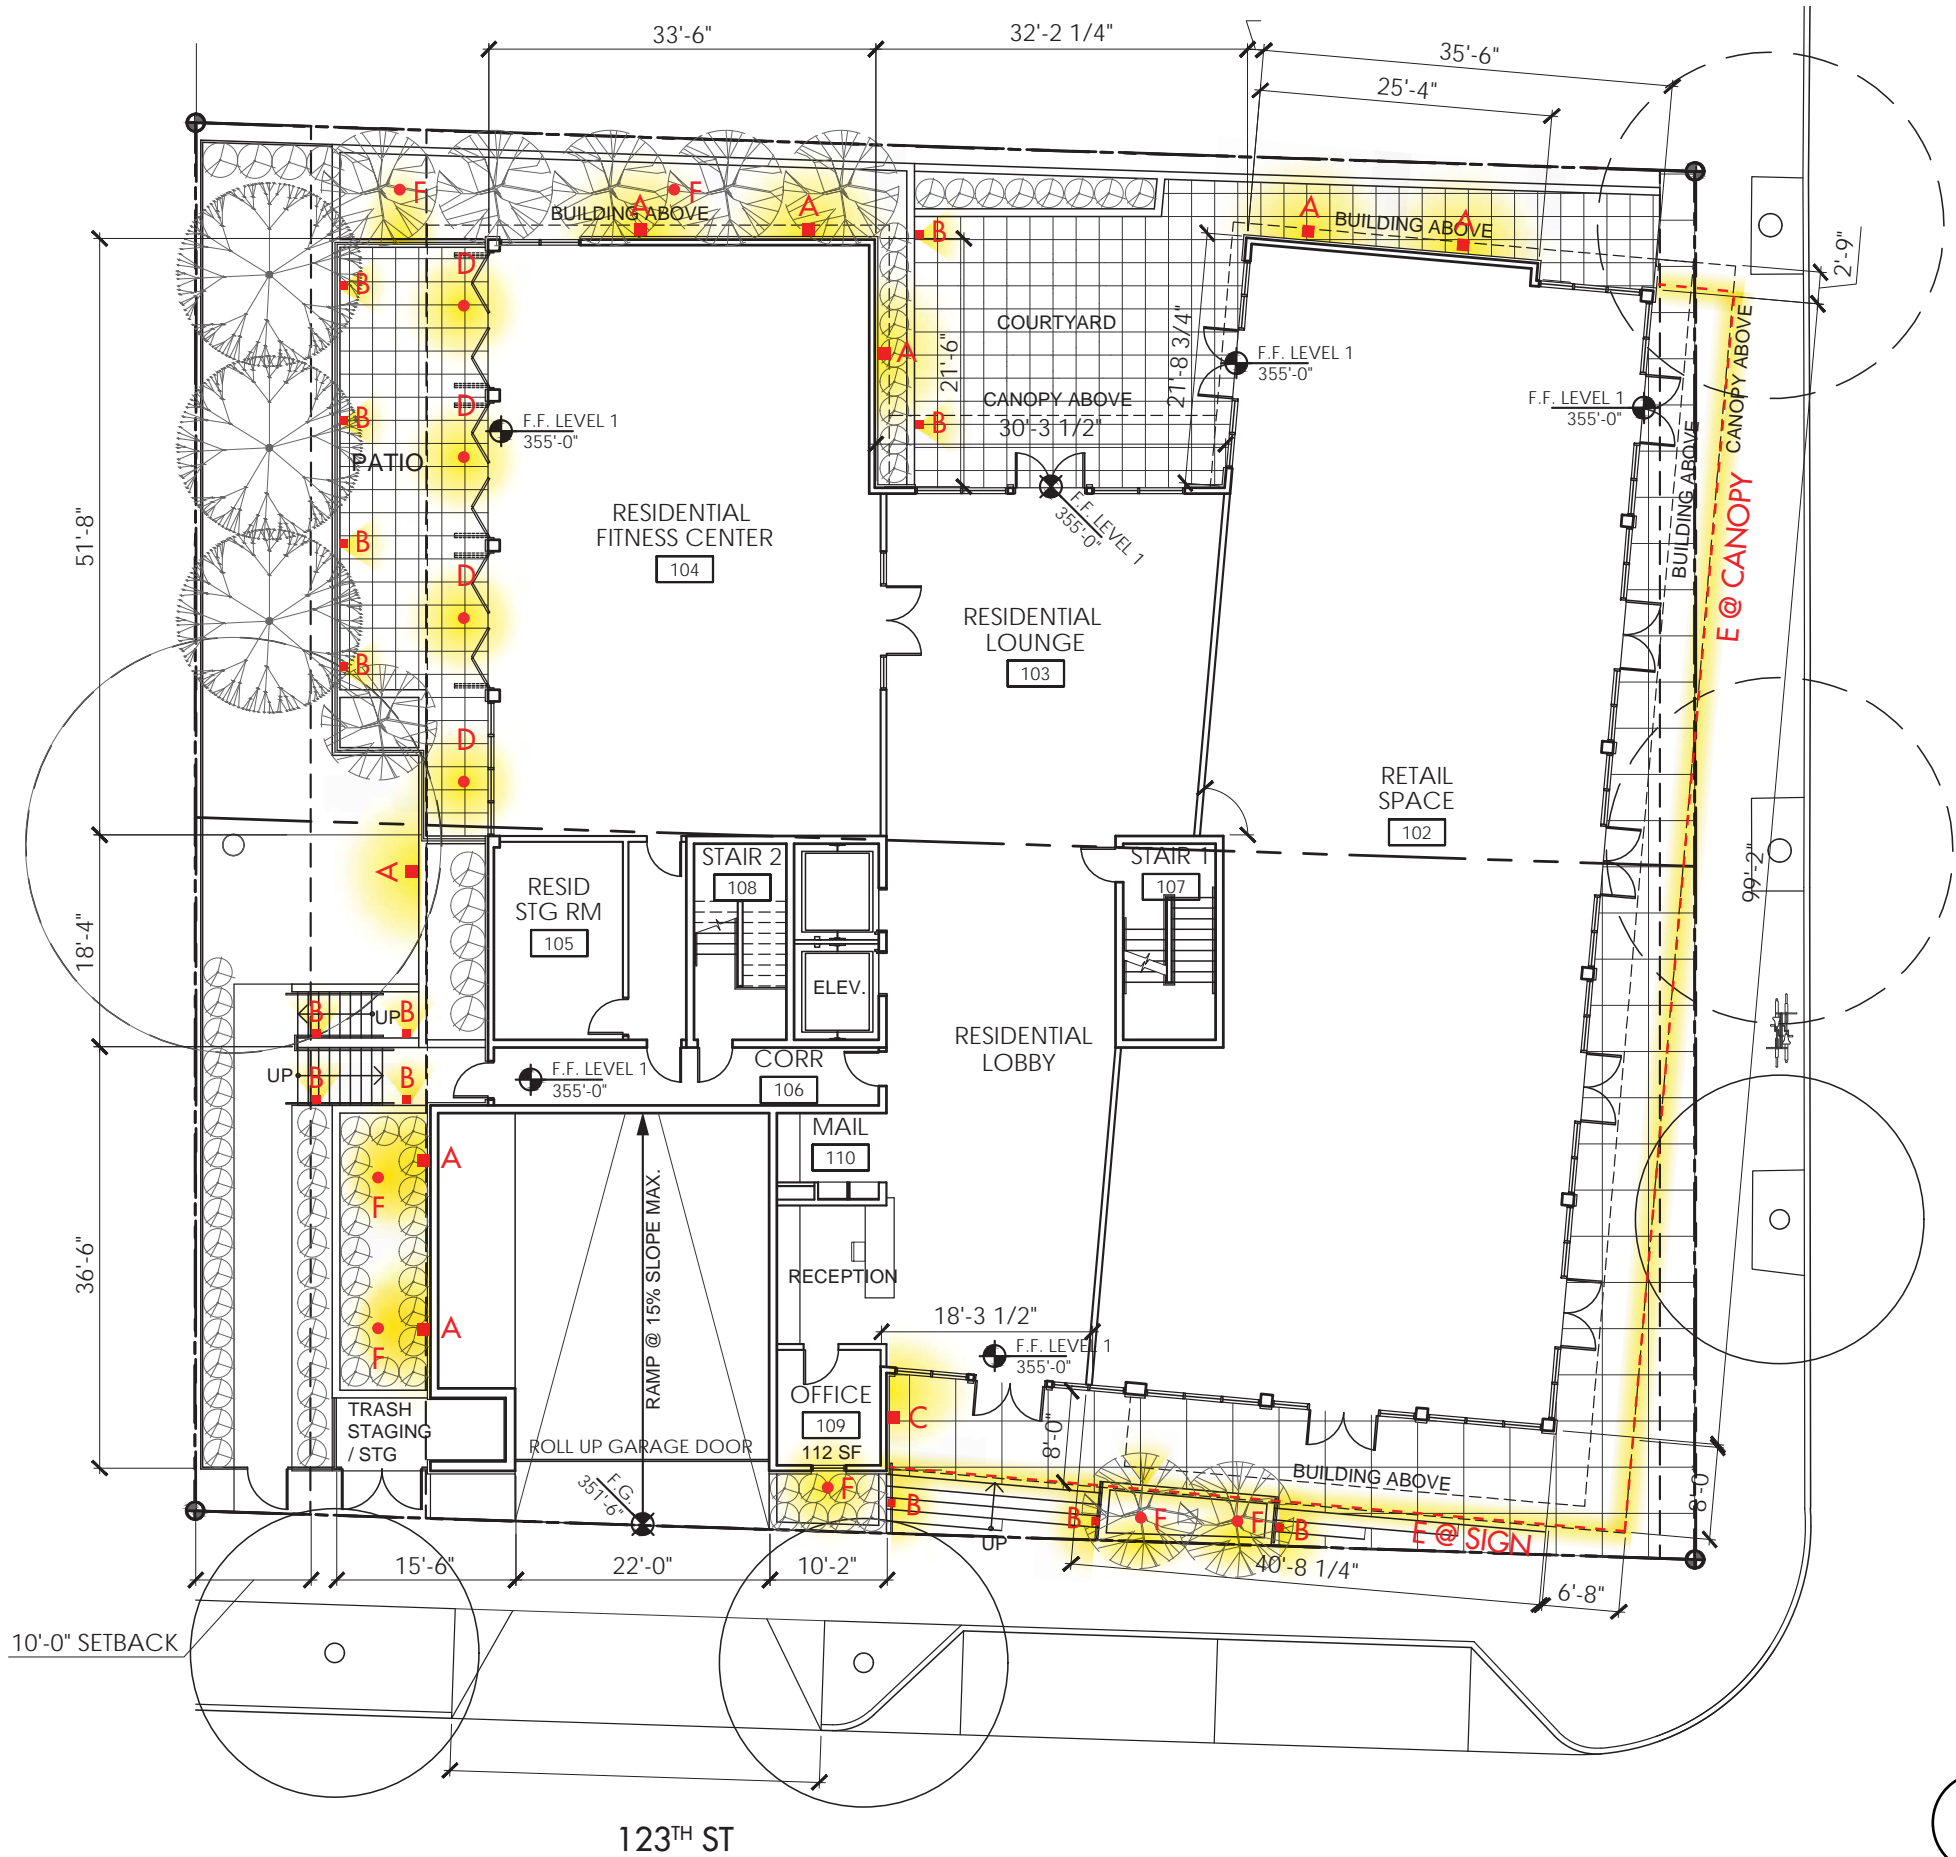 33'-6"
32'-2 1/4"
35'-6"
25'-4"
F
F
BUILDING ABOVE
A
A
A
BUILDING ABOVE
A
2'-9"
B
B
D
COURTYARD
21'-6"
21'-8 3/4"
A
F.F. LEVEL 1
355'-0"
CANOPY ABOVE
BUILDING ABOVE
B
D
F.F. LEVEL 1
355'-0"
CANOPY ABOVE
30'-3 1/2"
B
F.F. LEVEL 1
355'-0"
PATIO
E @ CANOPY
51'-8"
RESIDENTIAL
FITNESS CENTER
104
F.F. LEVEL 1
355'-0"
B
D
B
RESIDENTIAL
LOUNGE
103
D
RETAIL
SPACE
102
99'-2"
A
STAIR 2
108
STAIR 1
107
RESID
STG RM
105
18'-4"
ELEV.
B
UP
B
RESIDENTIAL
LOBBY
UP
B
B
F.F. LEVEL 1
355'-0"
CORR
106
MAIL
110
A
F
RAMP @ 15% SLOPE MAX.
36'-6"
RECEPTION
A
F
18'-3 1/2"
F.F. LEVEL 1
355'-0"
OFFICE
109
112 SF
C
TRASH
STAGING
/ STG
ROLL UP GARAGE DOOR
8'-0"
BUILDING ABOVE
8'-0"
F.G.
351'-6"
F
B
B
F
F
B
E @ SIGN
UP
15'-6"
22'-0"
10'-2"
40'-8 1/4"
6'-8"
10'-0" SETBACK
123TH ST